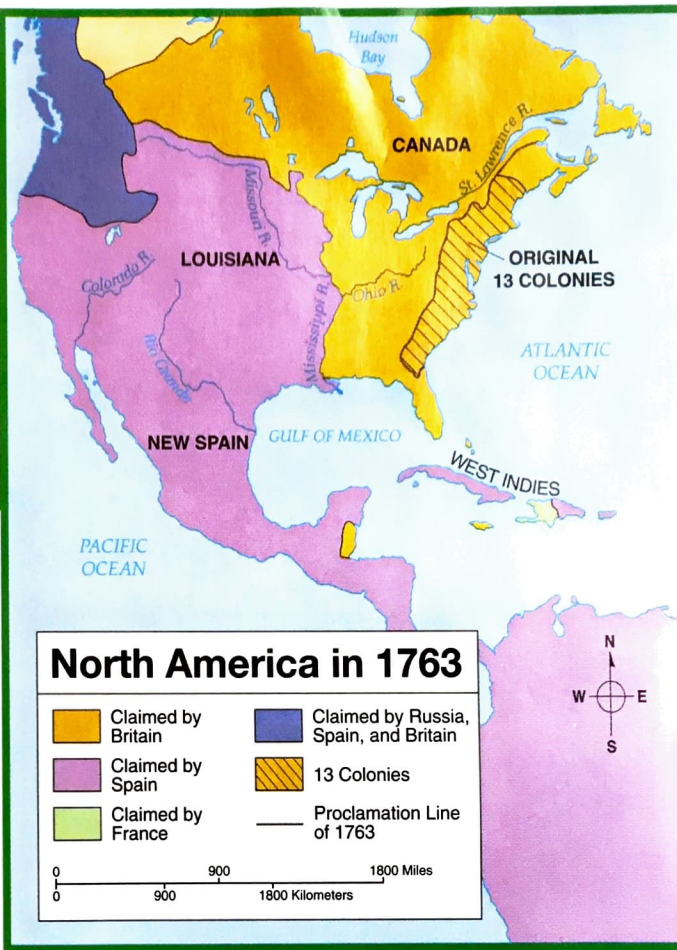 Hudson
Bay
CANADA
St. Lawrence R.
Missouri R.
LOUISIANA
ORIGINAL
13 COLONIES
Colorado R.
Ohio R.
Mississippi R.
Rio Grande
ATLANTIC
OCEAN
NEW SPAIN
GULF OF MEXICO
WEST INDIES
PACIFIC
OCEAN
North America in 1763
Claimed by
Britain
Claimed by
Spain
Claimed by
France
Claimed by Russia,
Spain, and Britain
13 Colonies
Proclamation Line
of 1763
0 900 1800 Miles
0 900 1800 Kilometers
N
W E
S